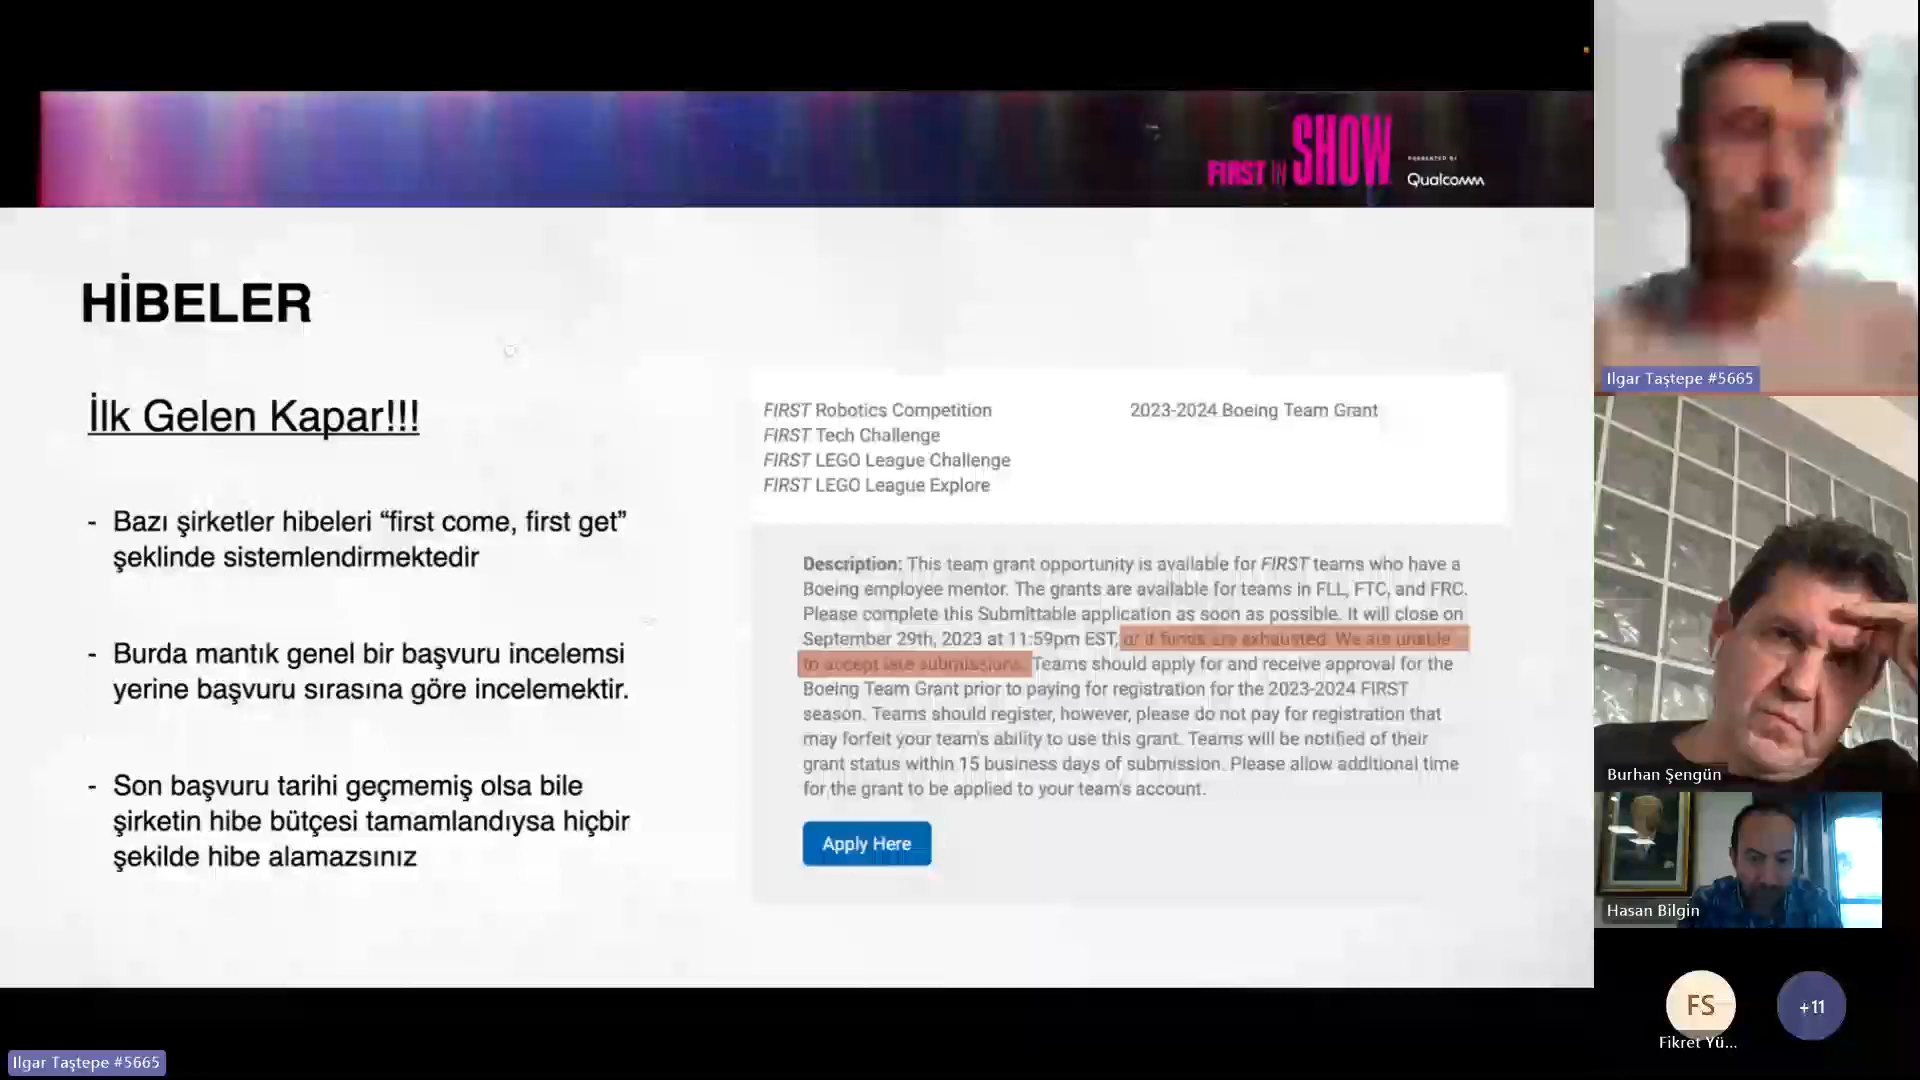 FIRST IN SHOW
PRESENTED BY
Qualcomm
HİBELER
İlk Gelen Kapar!!!
- Bazı şirketler hibeleri “first come, first get”
şeklinde sistemlendirmektedir
- Burda mantık genel bir başvuru incelemsi
yerine başvuru sırasına göre incelemektir.
- Son başvuru tarihi geçmemiş olsa bile
şirketin hibe bütçesi tamamlandıysa hiçbir
şekilde hibe alamazsınız
FIRST Robotics Competition
FIRST Tech Challenge
FIRST LEGO League Challenge
FIRST LEGO League Explore
2023-2024 Boeing Team Grant
Description: This team grant opportunity is available for FIRST teams who have a
Boeing employee mentor. The grants are available for teams in FLL, FTC, and FRC.
Please complete this Submittable application as soon as possible. It will close on
September 29th, 2023 at 11:59pm EST, or if funds are exhausted. We are unable
to accept late submissions. Teams should apply for and receive approval for the
Boeing Team Grant prior to paying for registration for the 2023-2024 FIRST
season. Teams should register, however, please do not pay for registration that
may forfeit your team's ability to use this grant. Teams will be notified of their
grant status within 15 business days of submission. Please allow additional time
for the grant to be applied to your team's account.
Apply Here
Ilgar Taştepe #5665
Burhan Şengün
Hasan Bilgin
FS
Fikret Yü...
+11
Ilgar Taştepe #5665